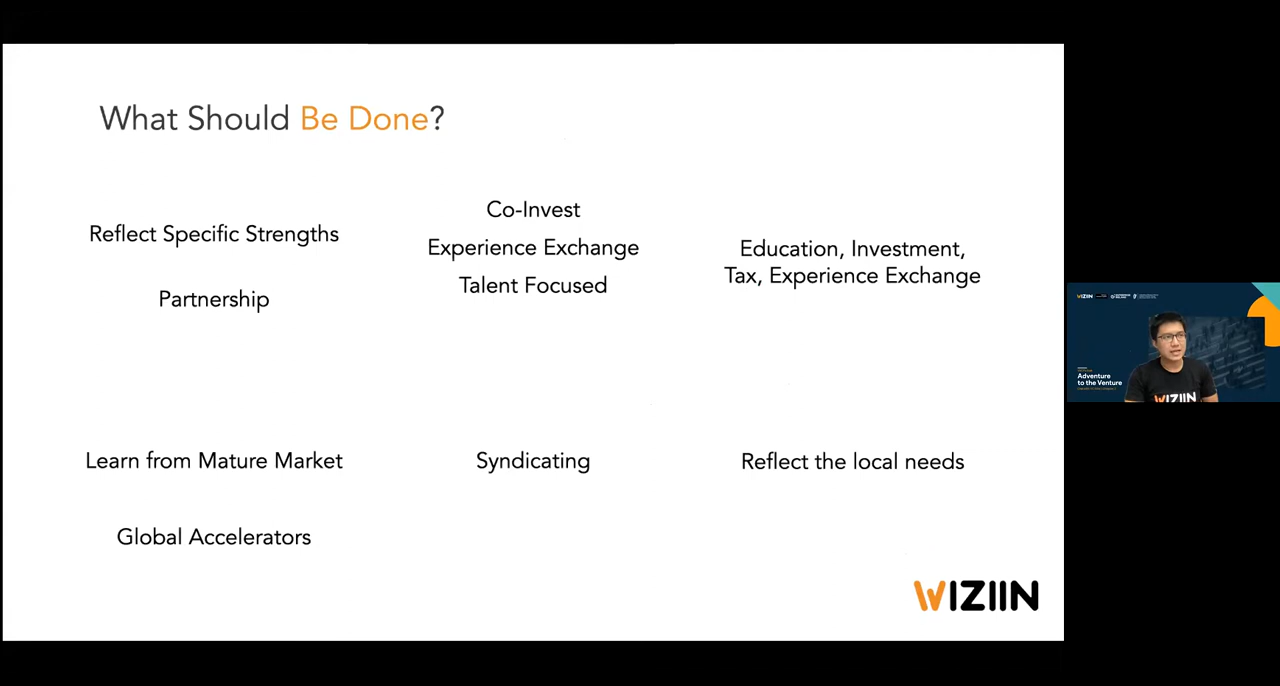 What Should Be Done?
Reflect Specific Strengths
Partnership
Co-Invest
Experience Exchange
Talent Focused
Education, Investment,
Tax, Experience Exchange
Learn from Mature Market
Global Accelerators
Syndicating
Reflect the local needs
WIZIIN
WIZIIN
Adventure
to the Venture
WIZIIN